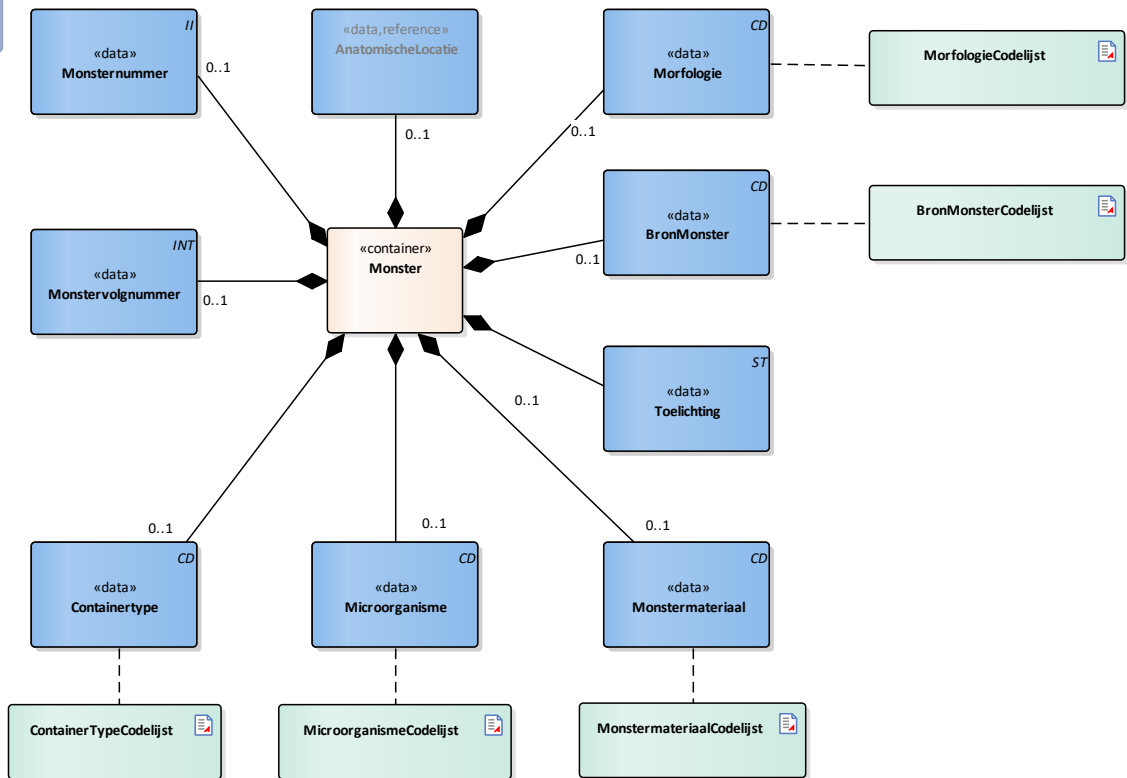 II
«data»
Monsternummer
0..1
«data,reference»
AnatomischeLocatie
0..1
CD
«data»
Morfologie
0..1
MorfologieCodelijst
CD
«data»
BronMonster
0..1
BronMonsterCodelijst
INT
«data»
Monstervolgnummer
0..1
«container»
Monster
ST
«data»
Toelichting
0..1
0..1
0..1
0..1
CD
«data»
Containertype
CD
«data»
Microorganisme
CD
«data»
Monstermateriaal
ContainerTypeCodelijst
MicroorganismeCodelijst
MonstermateriaalCodelijst